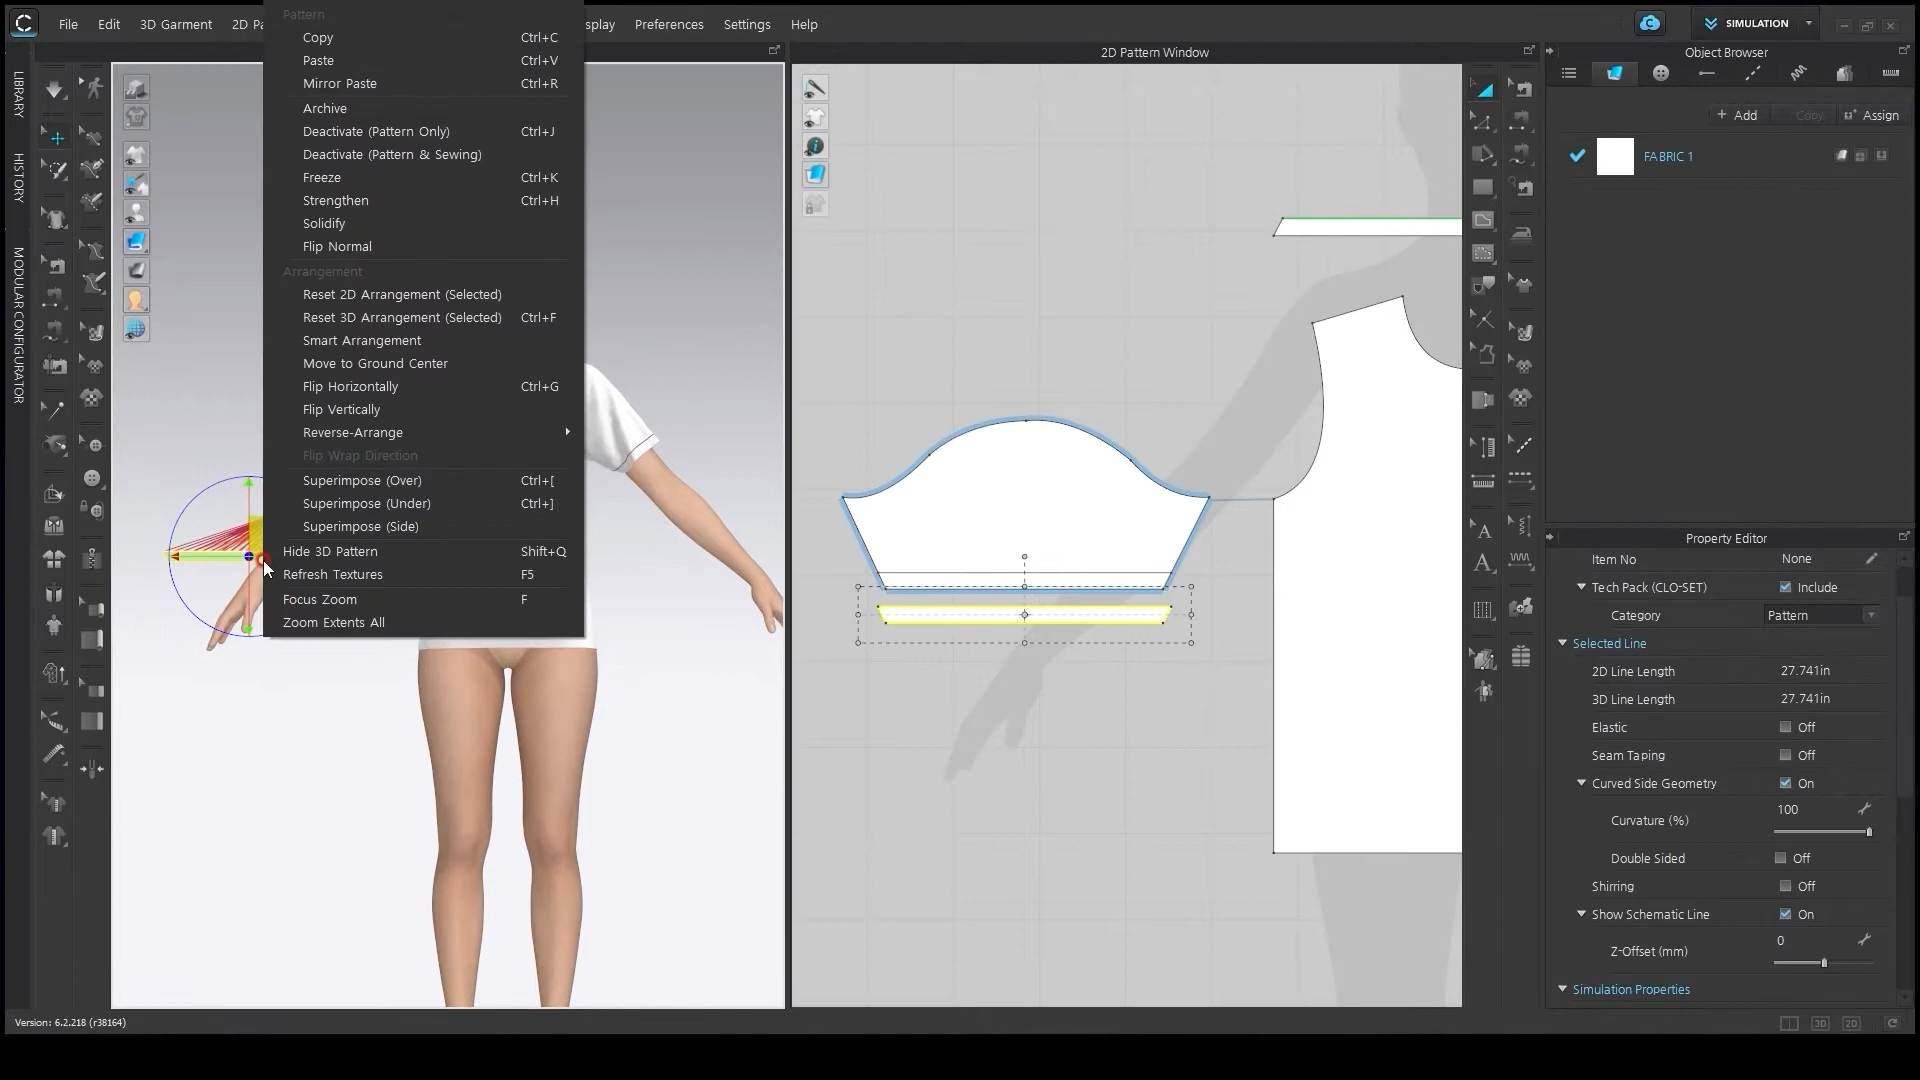 File Edit 3D Garment 2D Pa splay Preferences Settings Help
SIMULATION
Pattern
Copy Ctrl+C
Paste Ctrl+V
Mirror Paste Ctrl+R
Archive
Deactivate (Pattern Only) Ctrl+J
Deactivate (Pattern & Sewing)
Freeze Ctrl+K
Strengthen Ctrl+H
Solidify
Flip Normal
Arrangement
Reset 2D Arrangement (Selected)
Reset 3D Arrangement (Selected) Ctrl+F
Smart Arrangement
Move to Ground Center
Flip Horizontally Ctrl+G
Flip Vertically
Reverse-Arrange
Flip Wrap Direction
Superimpose (Over) Ctrl+[
Superimpose (Under) Ctrl+]
Superimpose (Side)
Hide 3D Pattern Shift+Q
Refresh Textures F5
Focus Zoom F
Zoom Extents All
LIBRARY
HISTORY
MODULAR CONFIGURATOR
2D Pattern Window
Object Browser
+ Add Copy Assign
FABRIC 1
Property Editor
Item No None
Tech Pack (CLO-SET) Include
Category Pattern
Selected Line
2D Line Length 27.741in
3D Line Length 27.741in
Elastic Off
Seam Taping Off
Curved Side Geometry On
Curvature (%) 100
Double Sided Off
Shirring Off
Show Schematic Line On
Z-Offset (mm) 0
Simulation Properties
Version: 6.2.218 (r38164)
3D 2D